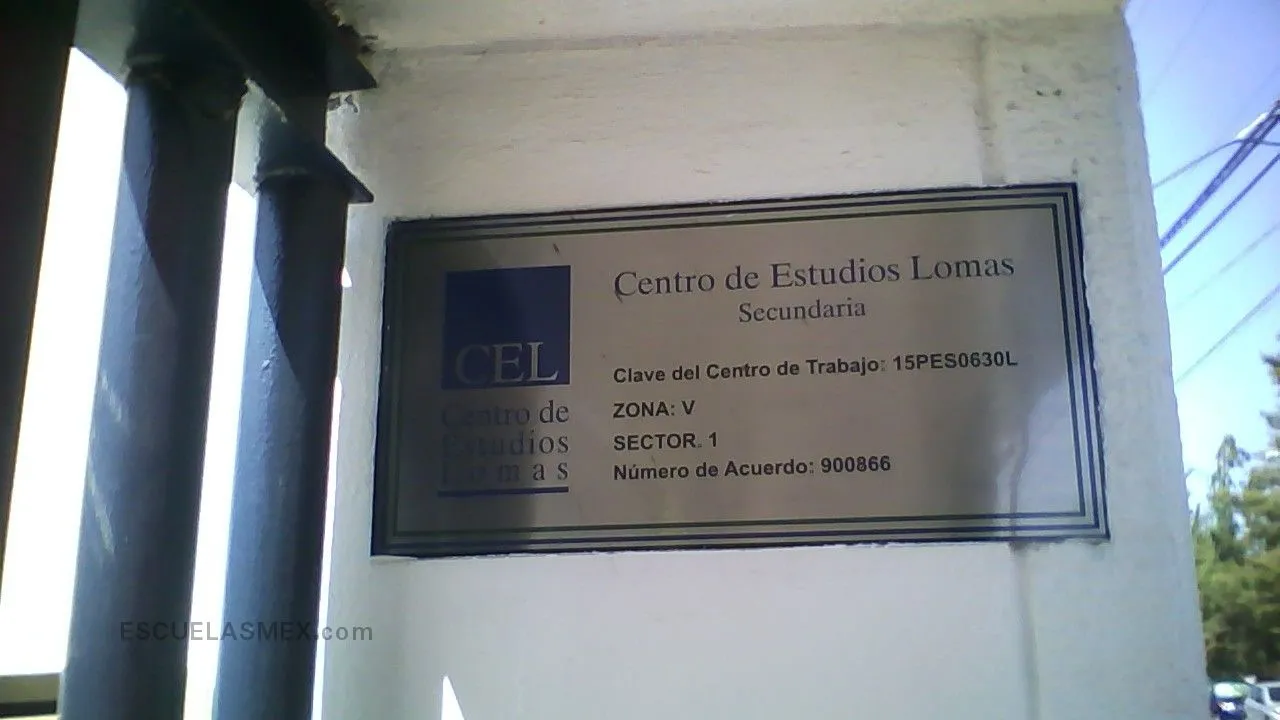 CEL
Centro de
Estudios
Lomas
Centro de Estudios Lomas
Secundaria
Clave del Centro de Trabajo: 15PES0630L
ZONA: V
SECTOR. 1
Número de Acuerdo: 900866
ESCUELASMEX.com